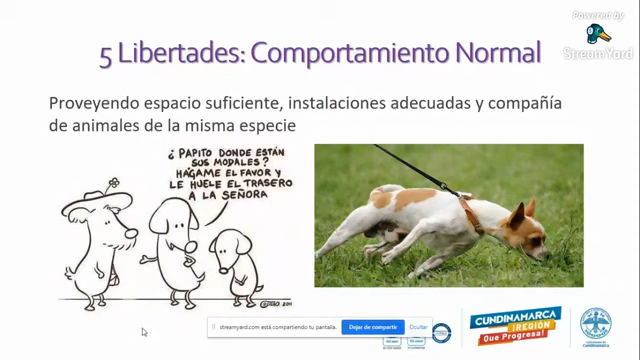 Powered by
StreamYard
5 Libertades: Comportamiento Normal
Proveyendo espacio suficiente, instalaciones adecuadas y compañía
de animales de la misma especie
¿ PAPITO DONDE ESTÁN
SUS MODALES?
HÁGAME EL FAVOR Y
LE HUELE EL TRASERO
A LA SEÑORA
streamyard.com está compartiendo tu pantalla.
Dejar de compartir
Ocultar
CUNDINAMARCA
¡REGIÓN
Que Progresa!